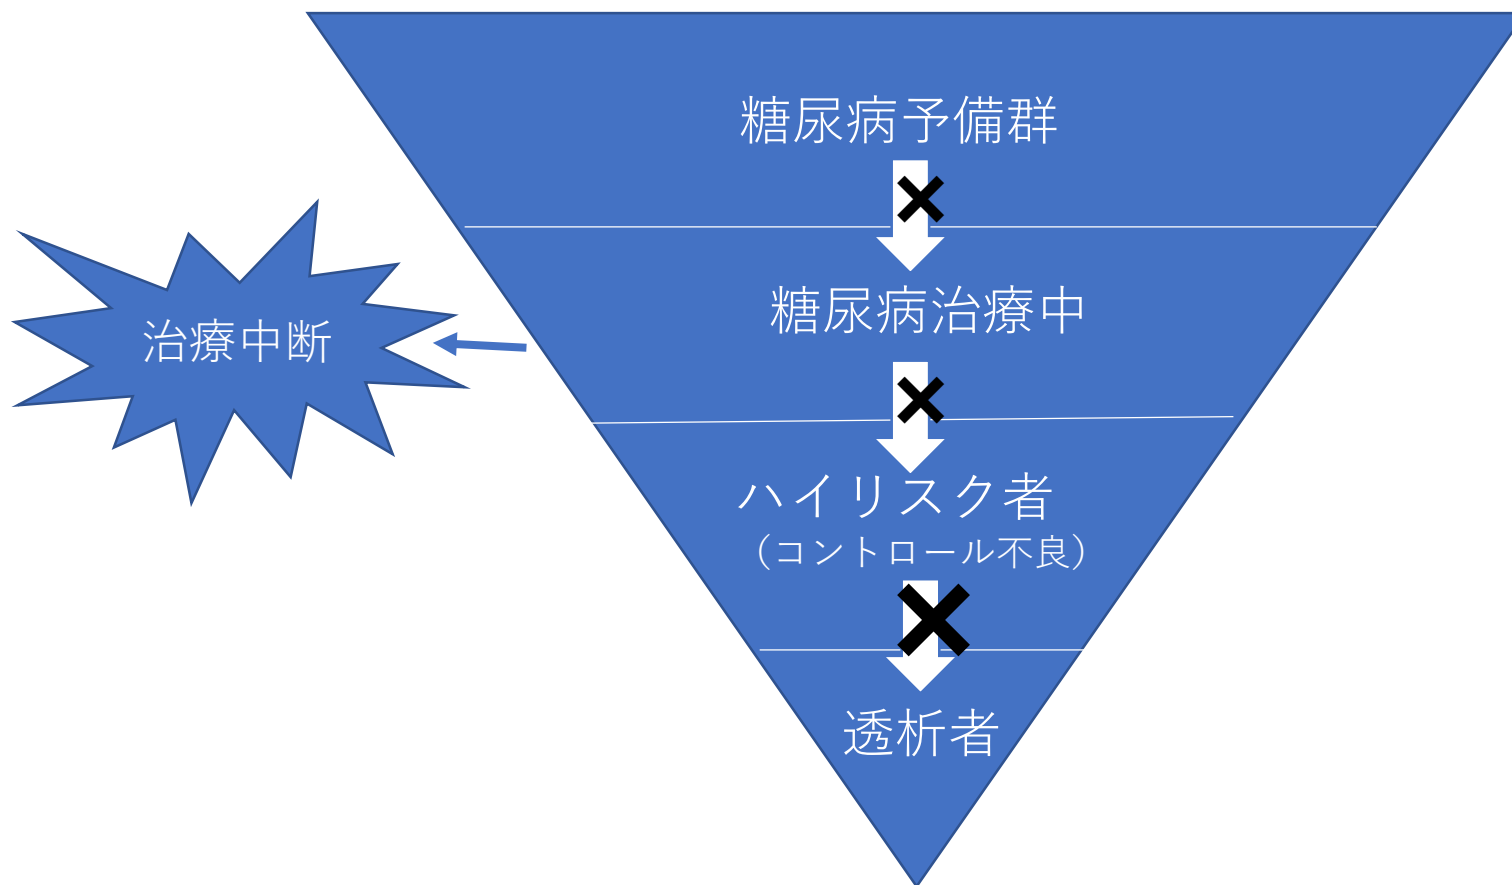 糖尿病予備群
糖尿病治療中
治療中断
ハイリスク者
（コントロール不良）
透析者